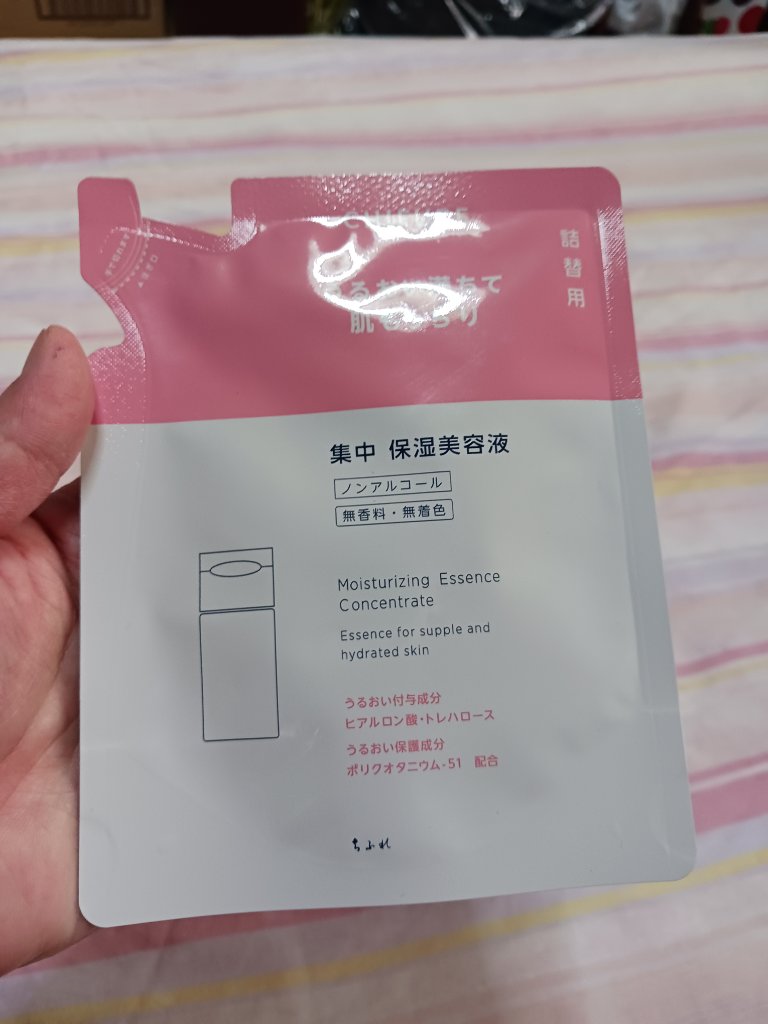 詰替用
肌
集中 保湿美容液
ノンアルコール
無香料・無着色
Moisturizing Essence
Concentrate
Essence for supple and
hydrated skin
うるおい付与成分
ヒアルロン酸・トレハロース
うるおい保護成分
ポリクオタニウム-51 配合
ちふれ